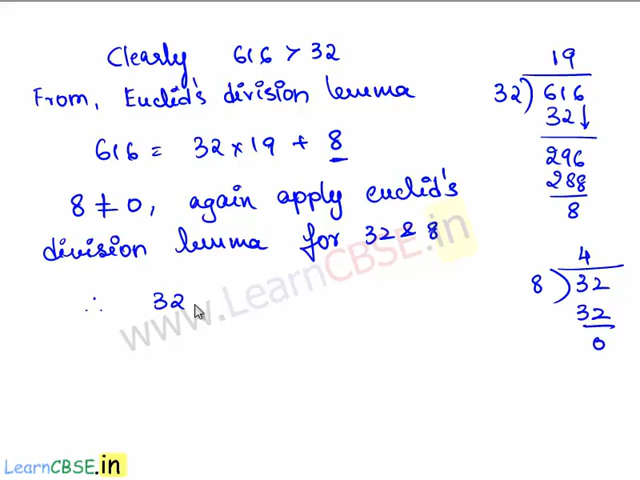 Clearly 616 > 32
From, Euclid's division lemma
616 = 32 × 19 + 8
8 ≠ 0, again apply euclid's
division lemma for 32 & 8
∴ 32
19
32) 616
32↓
296
288
8
4
8 ) 32
32
0
www.LearnCBSE.in
LearnCBSE.in